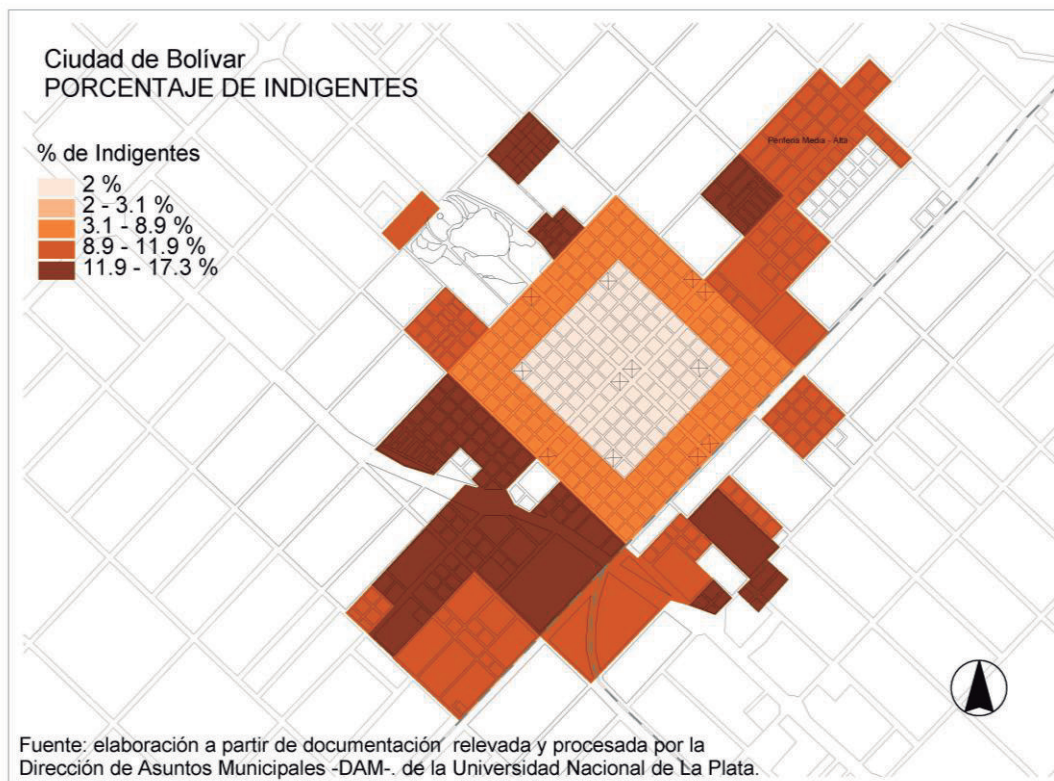 Ciudad de Bolívar
PORCENTAJE DE INDIGENTES
% de Indigentes
2 %
2 - 3.1 %
3.1 - 8.9 %
8.9 - 11.9 %
11.9 - 17.3 %
Periferia Media - Alta
Fuente: elaboración a partir de documentación relevada y procesada por la
Dirección de Asuntos Municipales -DAM-. de la Universidad Nacional de La Plata.